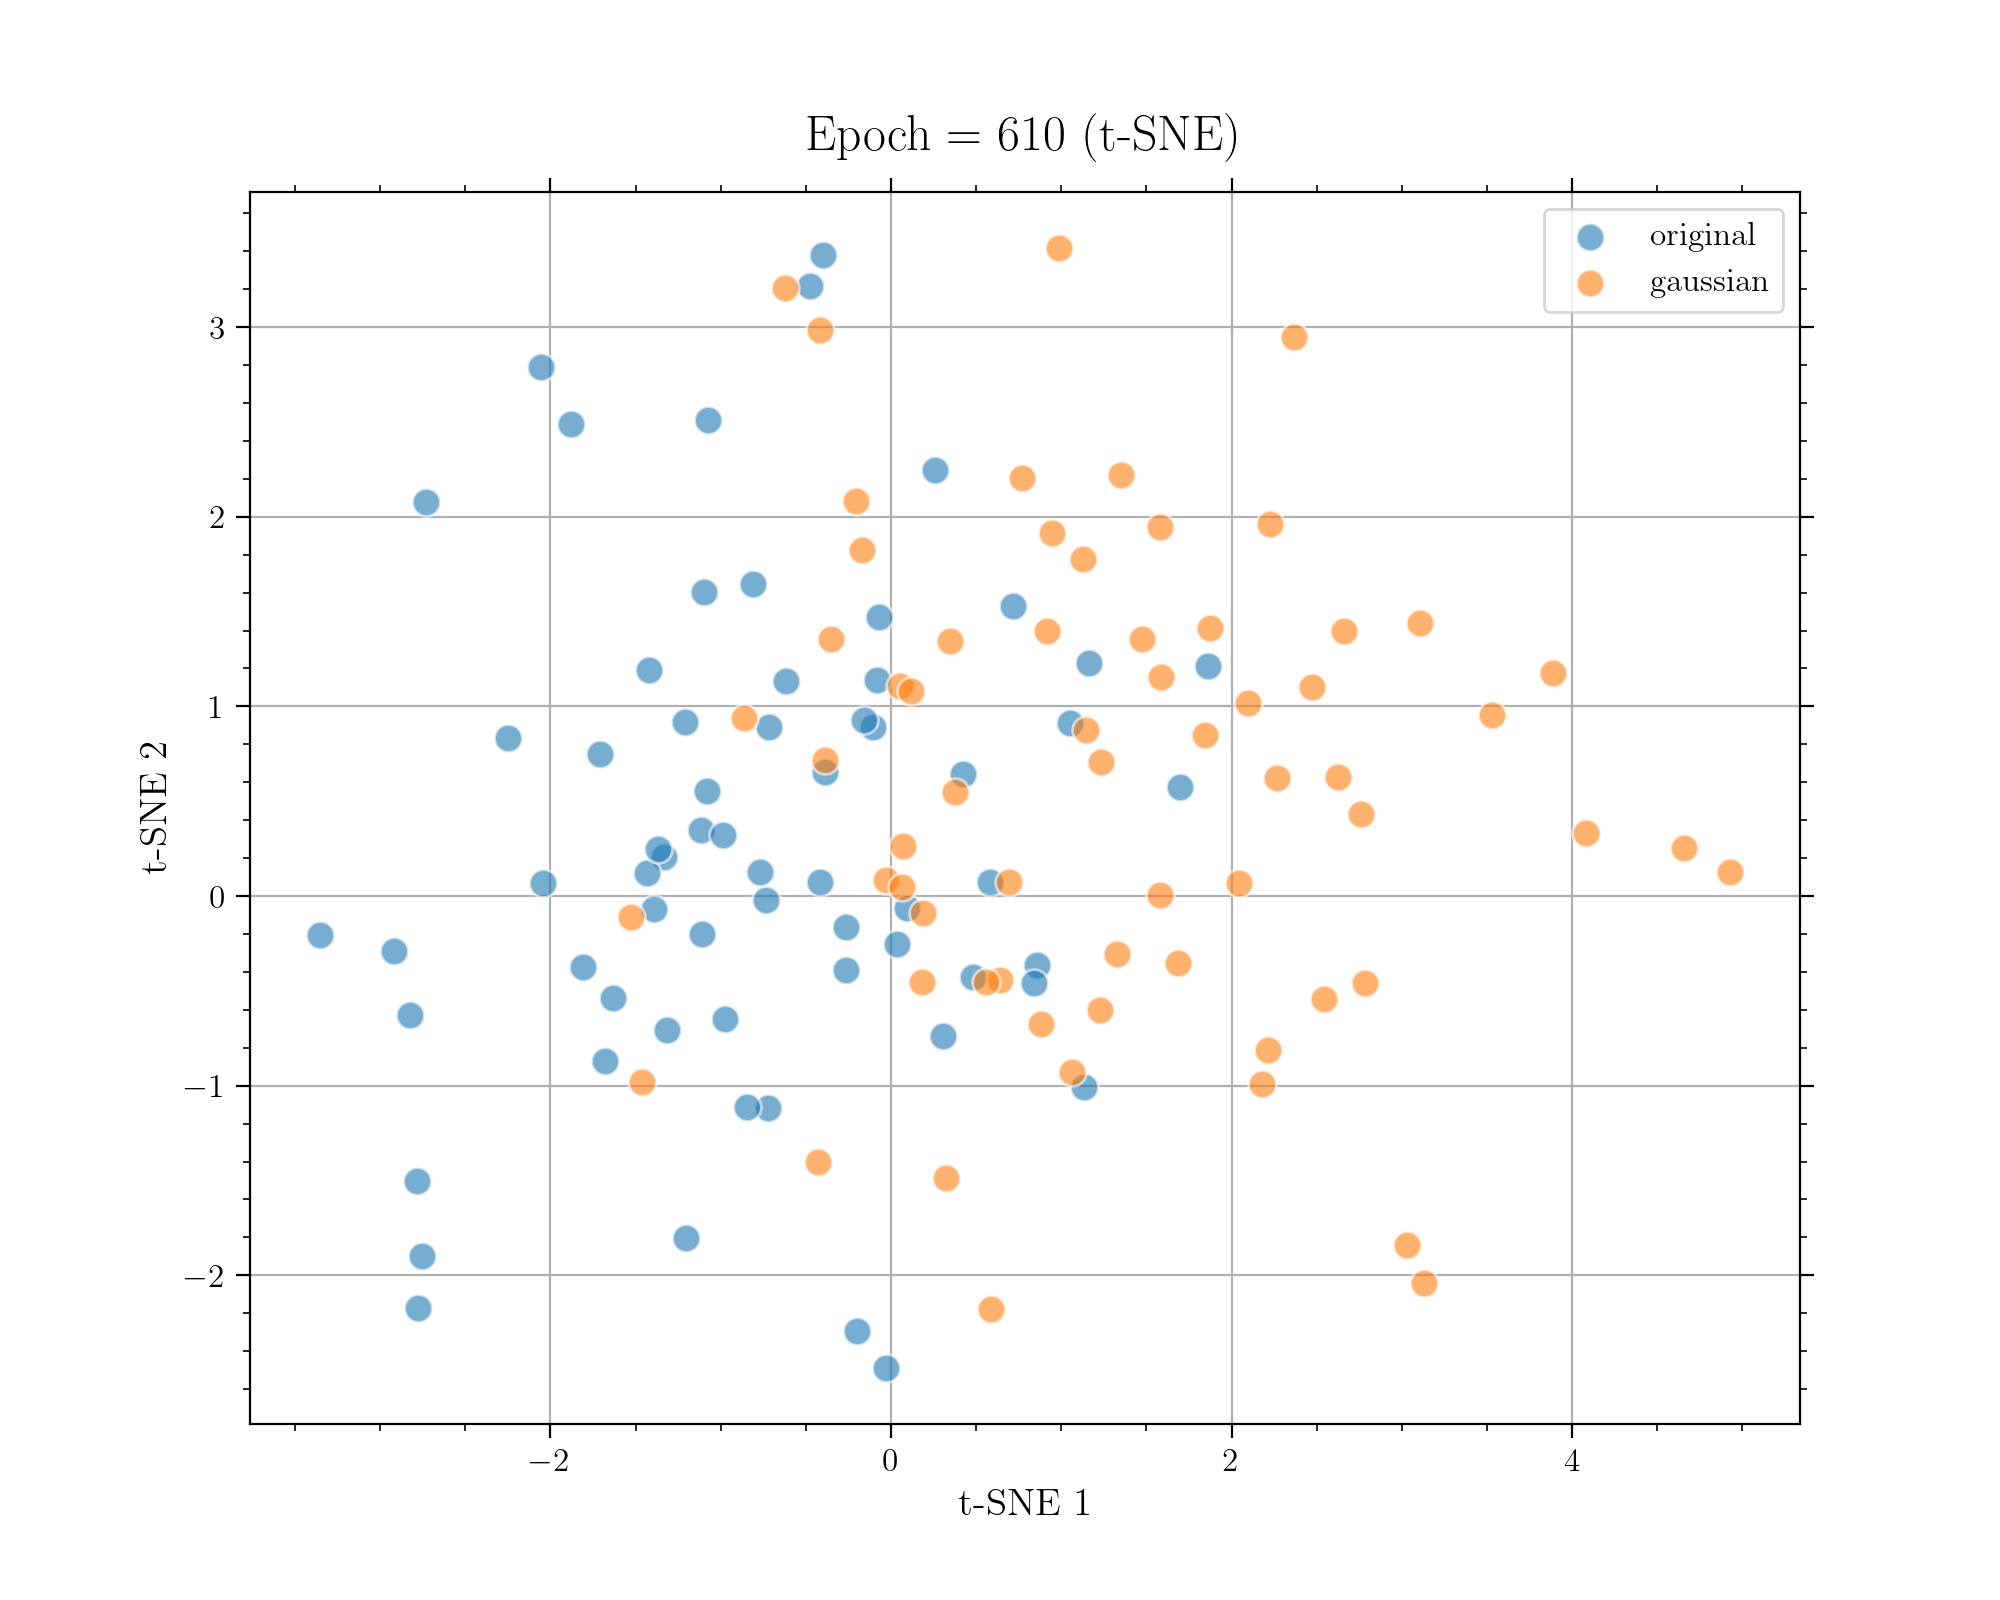 Epoch = 610 (t-SNE)
original
gaussian
3
2
1
0
−1
−2
t-SNE 2
−2
0
2
4
t-SNE 1